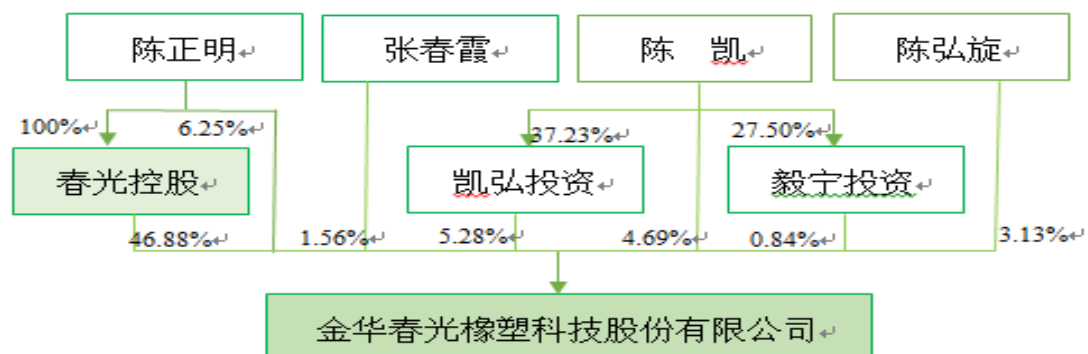 陈正明
张春霞
陈 凯
陈弘旋
100%
6.25%
37.23%
27.50%
春光控股
凯弘投资
毅宁投资
46.88%
1.56%
5.28%
4.69%
0.84%
3.13%
金华春光橡塑科技股份有限公司